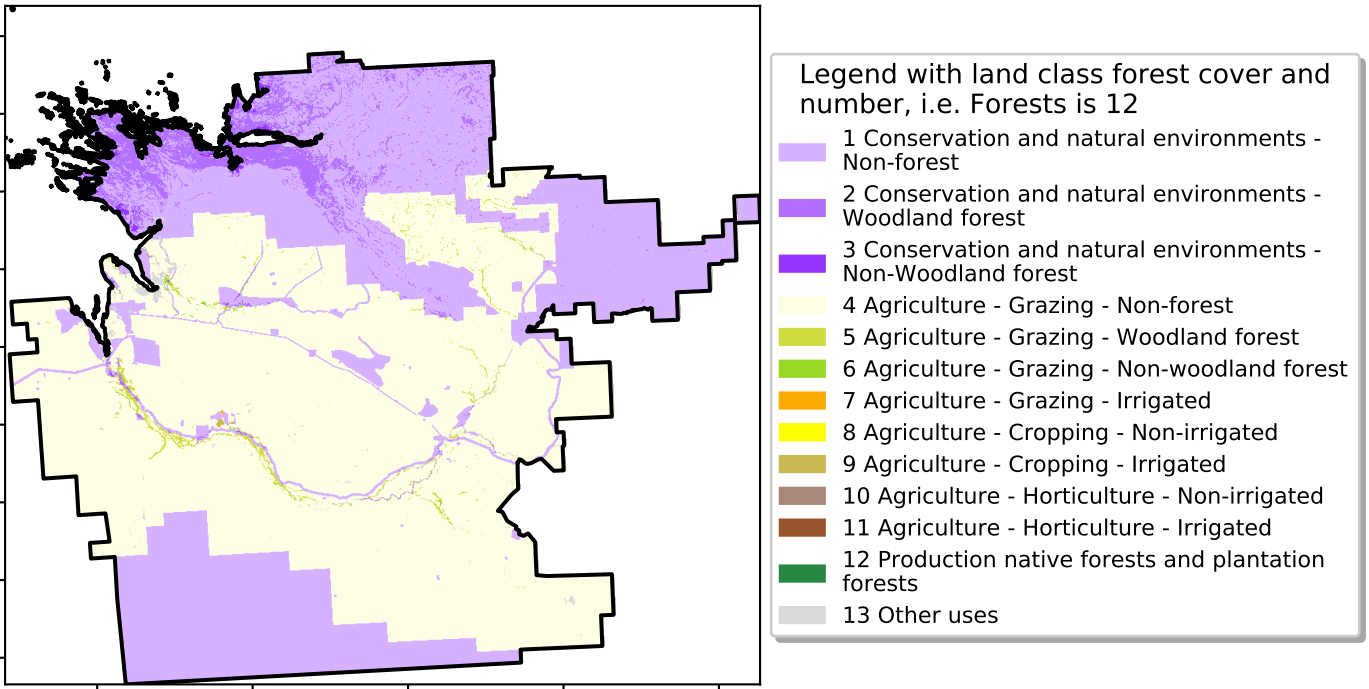 Legend with land class forest cover and
number, i.e. Forests is 12
1 Conservation and natural environments -
Non-forest
2 Conservation and natural environments -
Woodland forest
3 Conservation and natural environments -
Non-Woodland forest
4 Agriculture - Grazing - Non-forest
5 Agriculture - Grazing - Woodland forest
6 Agriculture - Grazing - Non-woodland forest
7 Agriculture - Grazing - Irrigated
8 Agriculture - Cropping - Non-irrigated
9 Agriculture - Cropping - Irrigated
10 Agriculture - Horticulture - Non-irrigated
11 Agriculture - Horticulture - Irrigated
12 Production native forests and plantation
forests
13 Other uses